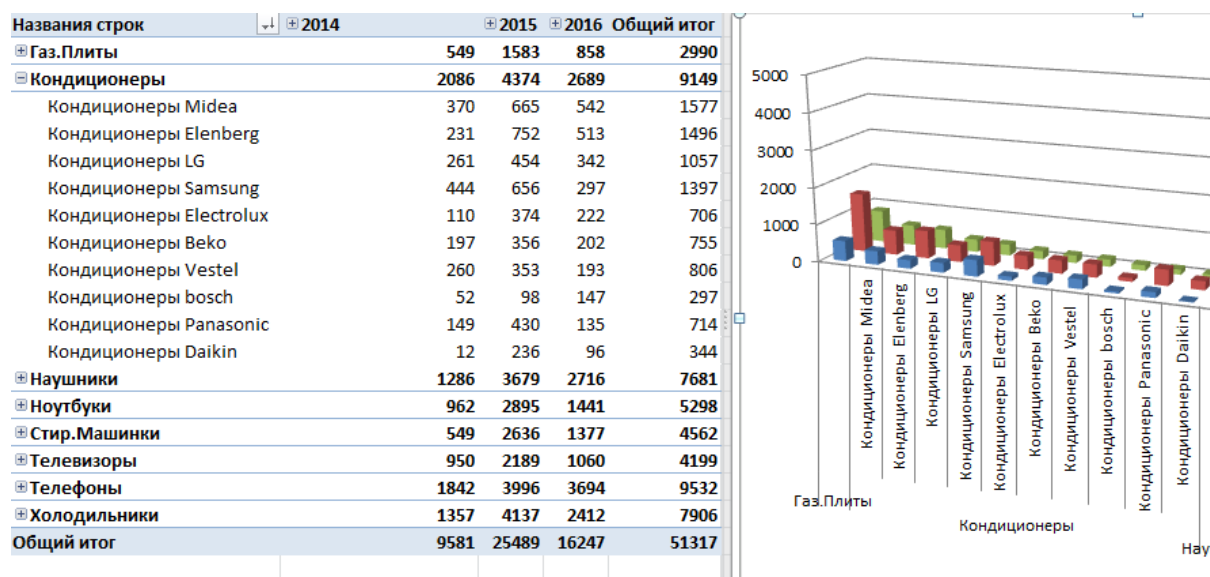 Названия строк 2014 2015 2016 Общий итог
Газ.Плиты 549 1583 858 2990
Кондиционеры 2086 4374 2689 9149
Кондиционеры Midea 370 665 542 1577
Кондиционеры Elenberg 231 752 513 1496
Кондиционеры LG 261 454 342 1057
Кондиционеры Samsung 444 656 297 1397
Кондиционеры Electrolux 110 374 222 706
Кондиционеры Beko 197 356 202 755
Кондиционеры Vestel 260 353 193 806
Кондиционеры bosch 52 98 147 297
Кондиционеры Panasonic 149 430 135 714
Кондиционеры Daikin 12 236 96 344
Наушники 1286 3679 2716 7681
Ноутбуки 962 2895 1441 5298
Стир.Машинки 549 2636 1377 4562
Телевизоры 950 2189 1060 4199
Телефоны 1842 3996 3694 9532
Холодильники 1357 4137 2412 7906
Общий итог 9581 25489 16247 51317
5000
4000
3000
2000
1000
0
Кондиционеры Midea
Кондиционеры Elenberg
Кондиционеры LG
Кондиционеры Samsung
Кондиционеры Electrolux
Кондиционеры Beko
Кондиционеры Vestel
Кондиционеры bosch
Кондиционеры Panasonic
Кондиционеры Daikin
Газ.Плиты
Кондиционеры